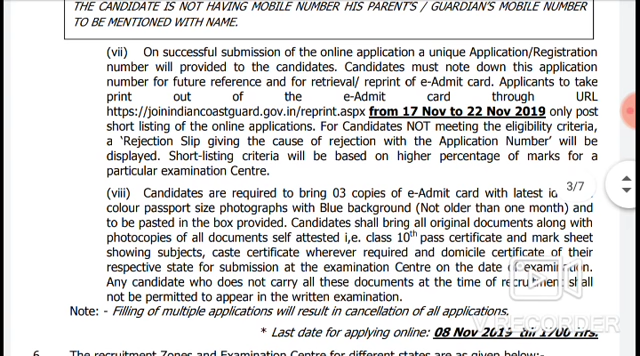 THE CANDIDATE IS NOT HAVING MOBILE NUMBER HIS PARENT'S / GUARDIAN'S MOBILE NUMBER
TO BE MENTIONED WITH NAME.
(vii) On successful submission of the online application a unique Application/Registration
number will provided to the candidates. Candidates must note down this application
number for future reference and for retrieval/ reprint of e-Admit card. Applicants to take
print out of the e-Admit card through URL
https://joinindiancoastguard.gov.in/reprint.aspx from 17 Nov to 22 Nov 2019 only post
short listing of the online applications. For Candidates NOT meeting the eligibility criteria,
a 'Rejection Slip giving the cause of rejection with the Application Number' will be
displayed. Short-listing criteria will be based on higher percentage of marks for a
particular examination Centre.
3/7
(viii) Candidates are required to bring 03 copies of e-Admit card with latest
colour passport size photographs with Blue background (Not older than one month) and
to be pasted in the box provided. Candidates shall bring all original documents along with
photocopies of all documents self attested i,e. class 10th pass certificate and mark sheet
showing subjects, caste certificate wherever required and domicile certificate of their
respective state for submission at the examination Centre on the date
Any candidate who does not carry all these documents at the time of recruitment shall
not be permitted to appear in the written examination.
Note: - Filling of multiple applications will result in cancellation of all applications.
V RECORDER
* Last date for applying online: 08 Nov 2019 till 1700 hrs.
6. The recruitment Zones and Examination Centre for different states are as given below:-